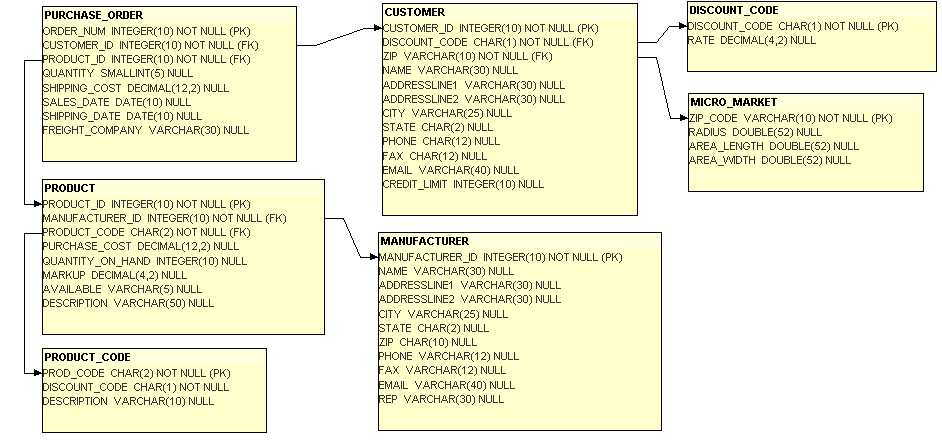 PURCHASE_ORDER
ORDER_NUM INTEGER(10) NOT NULL (PK)
CUSTOMER_ID INTEGER(10) NOT NULL (FK)
PRODUCT_ID INTEGER(10) NOT NULL (FK)
QUANTITY SMALLINT(5) NULL
SHIPPING_COST DECIMAL(12,2) NULL
SALES_DATE DATE(10) NULL
SHIPPING_DATE DATE(10) NULL
FREIGHT_COMPANY VARCHAR(30) NULL
CUSTOMER
CUSTOMER_ID INTEGER(10) NOT NULL (PK)
DISCOUNT_CODE CHAR(1) NOT NULL (FK)
ZIP VARCHAR(10) NOT NULL (FK)
NAME VARCHAR(30) NULL
ADDRESSLINE1 VARCHAR(30) NULL
ADDRESSLINE2 VARCHAR(30) NULL
CITY VARCHAR(25) NULL
STATE CHAR(2) NULL
PHONE CHAR(12) NULL
FAX CHAR(12) NULL
EMAIL VARCHAR(40) NULL
CREDIT_LIMIT INTEGER(10) NULL
DISCOUNT_CODE
DISCOUNT_CODE CHAR(1) NOT NULL (PK)
RATE DECIMAL(4,2) NULL
MICRO_MARKET
ZIP_CODE VARCHAR(10) NOT NULL (PK)
RADIUS DOUBLE(52) NULL
AREA_LENGTH DOUBLE(52) NULL
AREA_WIDTH DOUBLE(52) NULL
PRODUCT
PRODUCT_ID INTEGER(10) NOT NULL (PK)
MANUFACTURER_ID INTEGER(10) NOT NULL (FK)
PRODUCT_CODE CHAR(2) NOT NULL (FK)
PURCHASE_COST DECIMAL(12,2) NULL
QUANTITY_ON_HAND INTEGER(10) NULL
MARKUP DECIMAL(4,2) NULL
AVAILABLE VARCHAR(5) NULL
DESCRIPTION VARCHAR(50) NULL
MANUFACTURER
MANUFACTURER_ID INTEGER(10) NOT NULL (PK)
NAME VARCHAR(30) NULL
ADDRESSLINE1 VARCHAR(30) NULL
ADDRESSLINE2 VARCHAR(30) NULL
CITY VARCHAR(25) NULL
STATE CHAR(2) NULL
ZIP CHAR(10) NULL
PHONE VARCHAR(12) NULL
FAX VARCHAR(12) NULL
EMAIL VARCHAR(40) NULL
REP VARCHAR(30) NULL
PRODUCT_CODE
PROD_CODE CHAR(2) NOT NULL (PK)
DISCOUNT_CODE CHAR(1) NOT NULL
DESCRIPTION VARCHAR(10) NULL